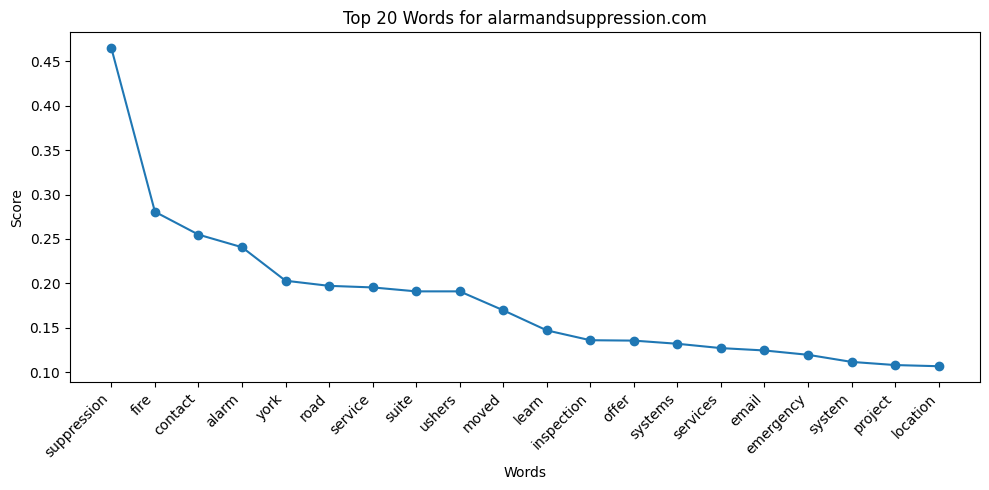 Top 20 Words for alarmandsuppression.com
Score
0.45
0.40
0.35
0.30
0.25
0.20
0.15
0.10
suppression
fire
contact
alarm
york
road
service
suite
ushers
moved
learn
inspection
offer
systems
services
email
emergency
system
project
location
Words